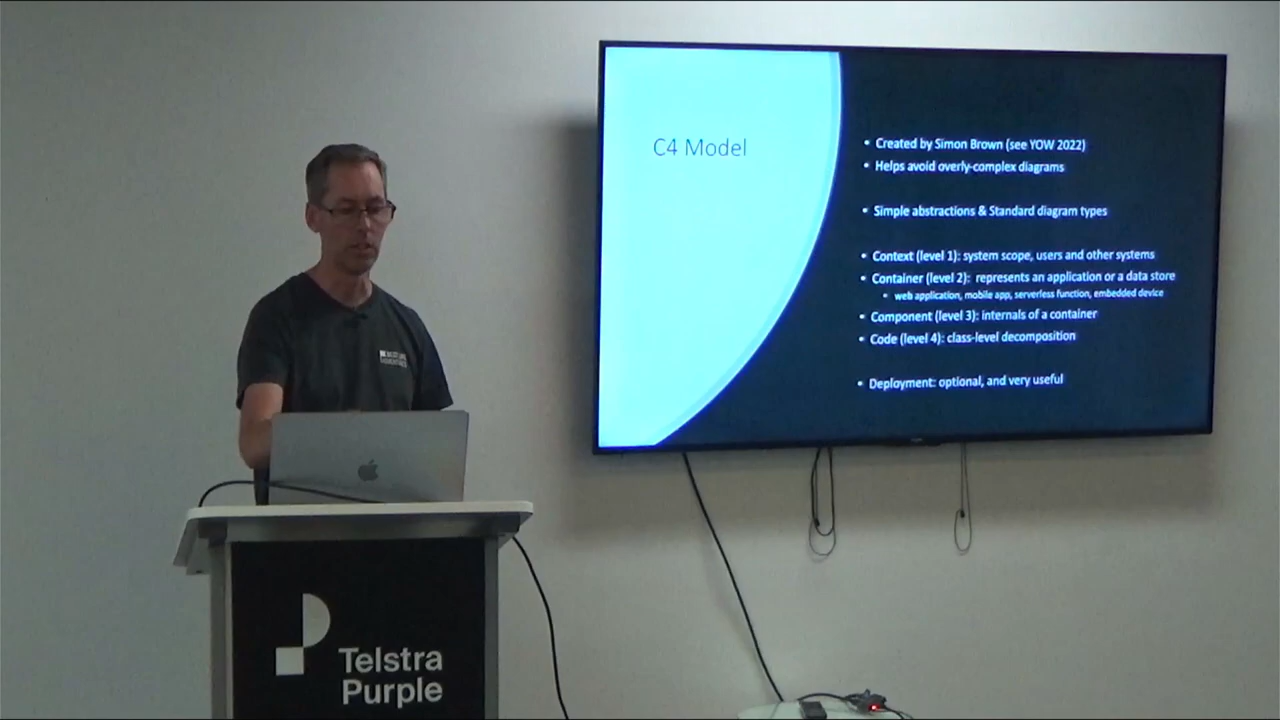 C4 Model
• Created by Simon Brown (see YOW 2022)
• Helps avoid overly-complex diagrams
• Simple abstractions & Standard diagram types
• Context (level 1): system scope, users and other systems
• Container (level 2): represents an application or a data store
• web application, mobile app, serverless function, embedded device
• Component (level 3): internals of a container
• Code (level 4): class-level decomposition
• Deployment: optional, and very useful
Telstra
Purple